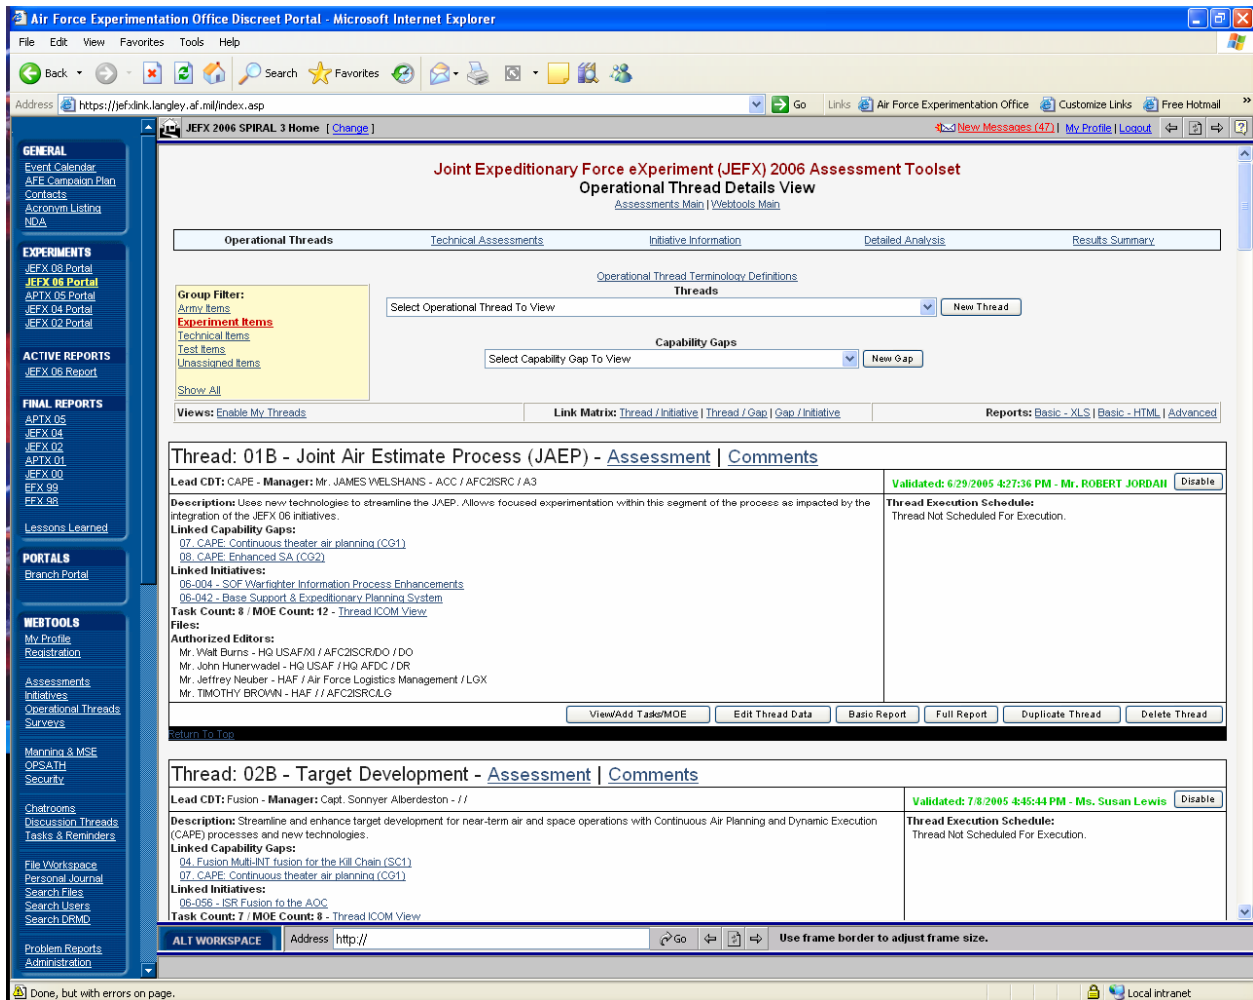 Air Force Experimentation Office Discreet Portal - Microsoft Internet Explorer
File Edit View Favorites Tools Help
Back Search Favorites
Address https://jefxlink.langley.af.mil/index.asp Go Links Air Force Experimentation Office Customize Links Free Hotmail »
JEFX 2006 SPIRAL 3 Home [ Change ] New Messages (47) | My Profile | Logout
GENERAL
Event Calendar
AFE Campaign Plan
Contacts
Acronym Listing
NDA
EXPERIMENTS
JEFX 08 Portal
JEFX 06 Portal
APTX 05 Portal
JEFX 04 Portal
JEFX 02 Portal
ACTIVE REPORTS
JEFX 06 Report
FINAL REPORTS
APTX 05
JEFX 04
JEFX 02
APTX 01
JEFX 00
EFX 99
EFX 98
Lessons Learned
PORTALS
Branch Portal
WEBTOOLS
My Profile
Registration
Assessments
Initiatives
Operational Threads
Surveys
Manning & MSE
OPSATH
Security
Chatrooms
Discussion Threads
Tasks & Reminders
File Workspace
Personal Journal
Search Files
Search Users
Search DRMD
Problem Reports
Administration
Joint Expeditionary Force eXperiment (JEFX) 2006 Assessment Toolset
Operational Thread Details View
Assessments Main | Webtools Main
Operational Threads Technical Assessments Initiative Information Detailed Analysis Results Summary
Operational Thread Terminology Definitions
Group Filter:
Army Items
Experiment Items
Technical Items
Test Items
Unassigned Items
Show All
Threads
Select Operational Thread To View New Thread
Capability Gaps
Select Capability Gap To View New Gap
Views: Enable My Threads Link Matrix: Thread / Initiative | Thread / Gap | Gap / Initiative Reports: Basic - XLS | Basic - HTML | Advanced
Thread: 01B - Joint Air Estimate Process (JAEP) - Assessment | Comments
Lead CDT: CAPE - Manager: Mr. JAMES WELSHANS - ACC / AFC2ISRC / A3
Validated: 6/29/2005 4:27:36 PM - Mr. ROBERT JORDAN Disable
Description: Uses new technologies to streamline the JAEP. Allows focused experimentation within this segment of the process as impacted by the
integration of the JEFX 06 initiatives.
Linked Capability Gaps:
07. CAPE: Continuous theater air planning (CG1)
08. CAPE: Enhanced SA (CG2)
Linked Initiatives:
06-004 - SOF Warfighter Information Process Enhancements
06-042 - Base Support & Expeditionary Planning System
Task Count: 8 / MOE Count: 12 - Thread ICOM View
Files:
Authorized Editors:
Mr. Walt Burns - HQ USAF/XI / AFC2ISCR/DO / DO
Mr. John Hunerwadel - HQ USAF / HQ AFDC / DR
Mr. Jeffrey Neuber - HAF / Air Force Logistics Management / LGX
Mr. TIMOTHY BROWN - HAF / / AFC2ISRC/LG
Thread Execution Schedule:
Thread Not Scheduled For Execution.
View/Add Tasks/MOE Edit Thread Data Basic Report Full Report Duplicate Thread Delete Thread
Return To Top
Thread: 02B - Target Development - Assessment | Comments
Lead CDT: Fusion - Manager: Capt. Sonnyer Alberdeston - / /
Validated: 7/8/2005 4:45:44 PM - Ms. Susan Lewis Disable
Description: Streamline and enhance target development for near-term air and space operations with Continuous Air Planning and Dynamic Execution
(CAPE) processes and new technologies.
Linked Capability Gaps:
04. Fusion Multi-INT fusion for the Kill Chain (SC1)
07. CAPE: Continuous theater air planning (CG1)
Linked Initiatives:
06-056 - ISR Fusion fo the AOC
Task Count: 7 / MOE Count: 8 - Thread ICOM View
Thread Execution Schedule:
Thread Not Scheduled For Execution.
ALT WORKSPACE Address http:// Go Use frame border to adjust frame size.
Done, but with errors on page. Local intranet